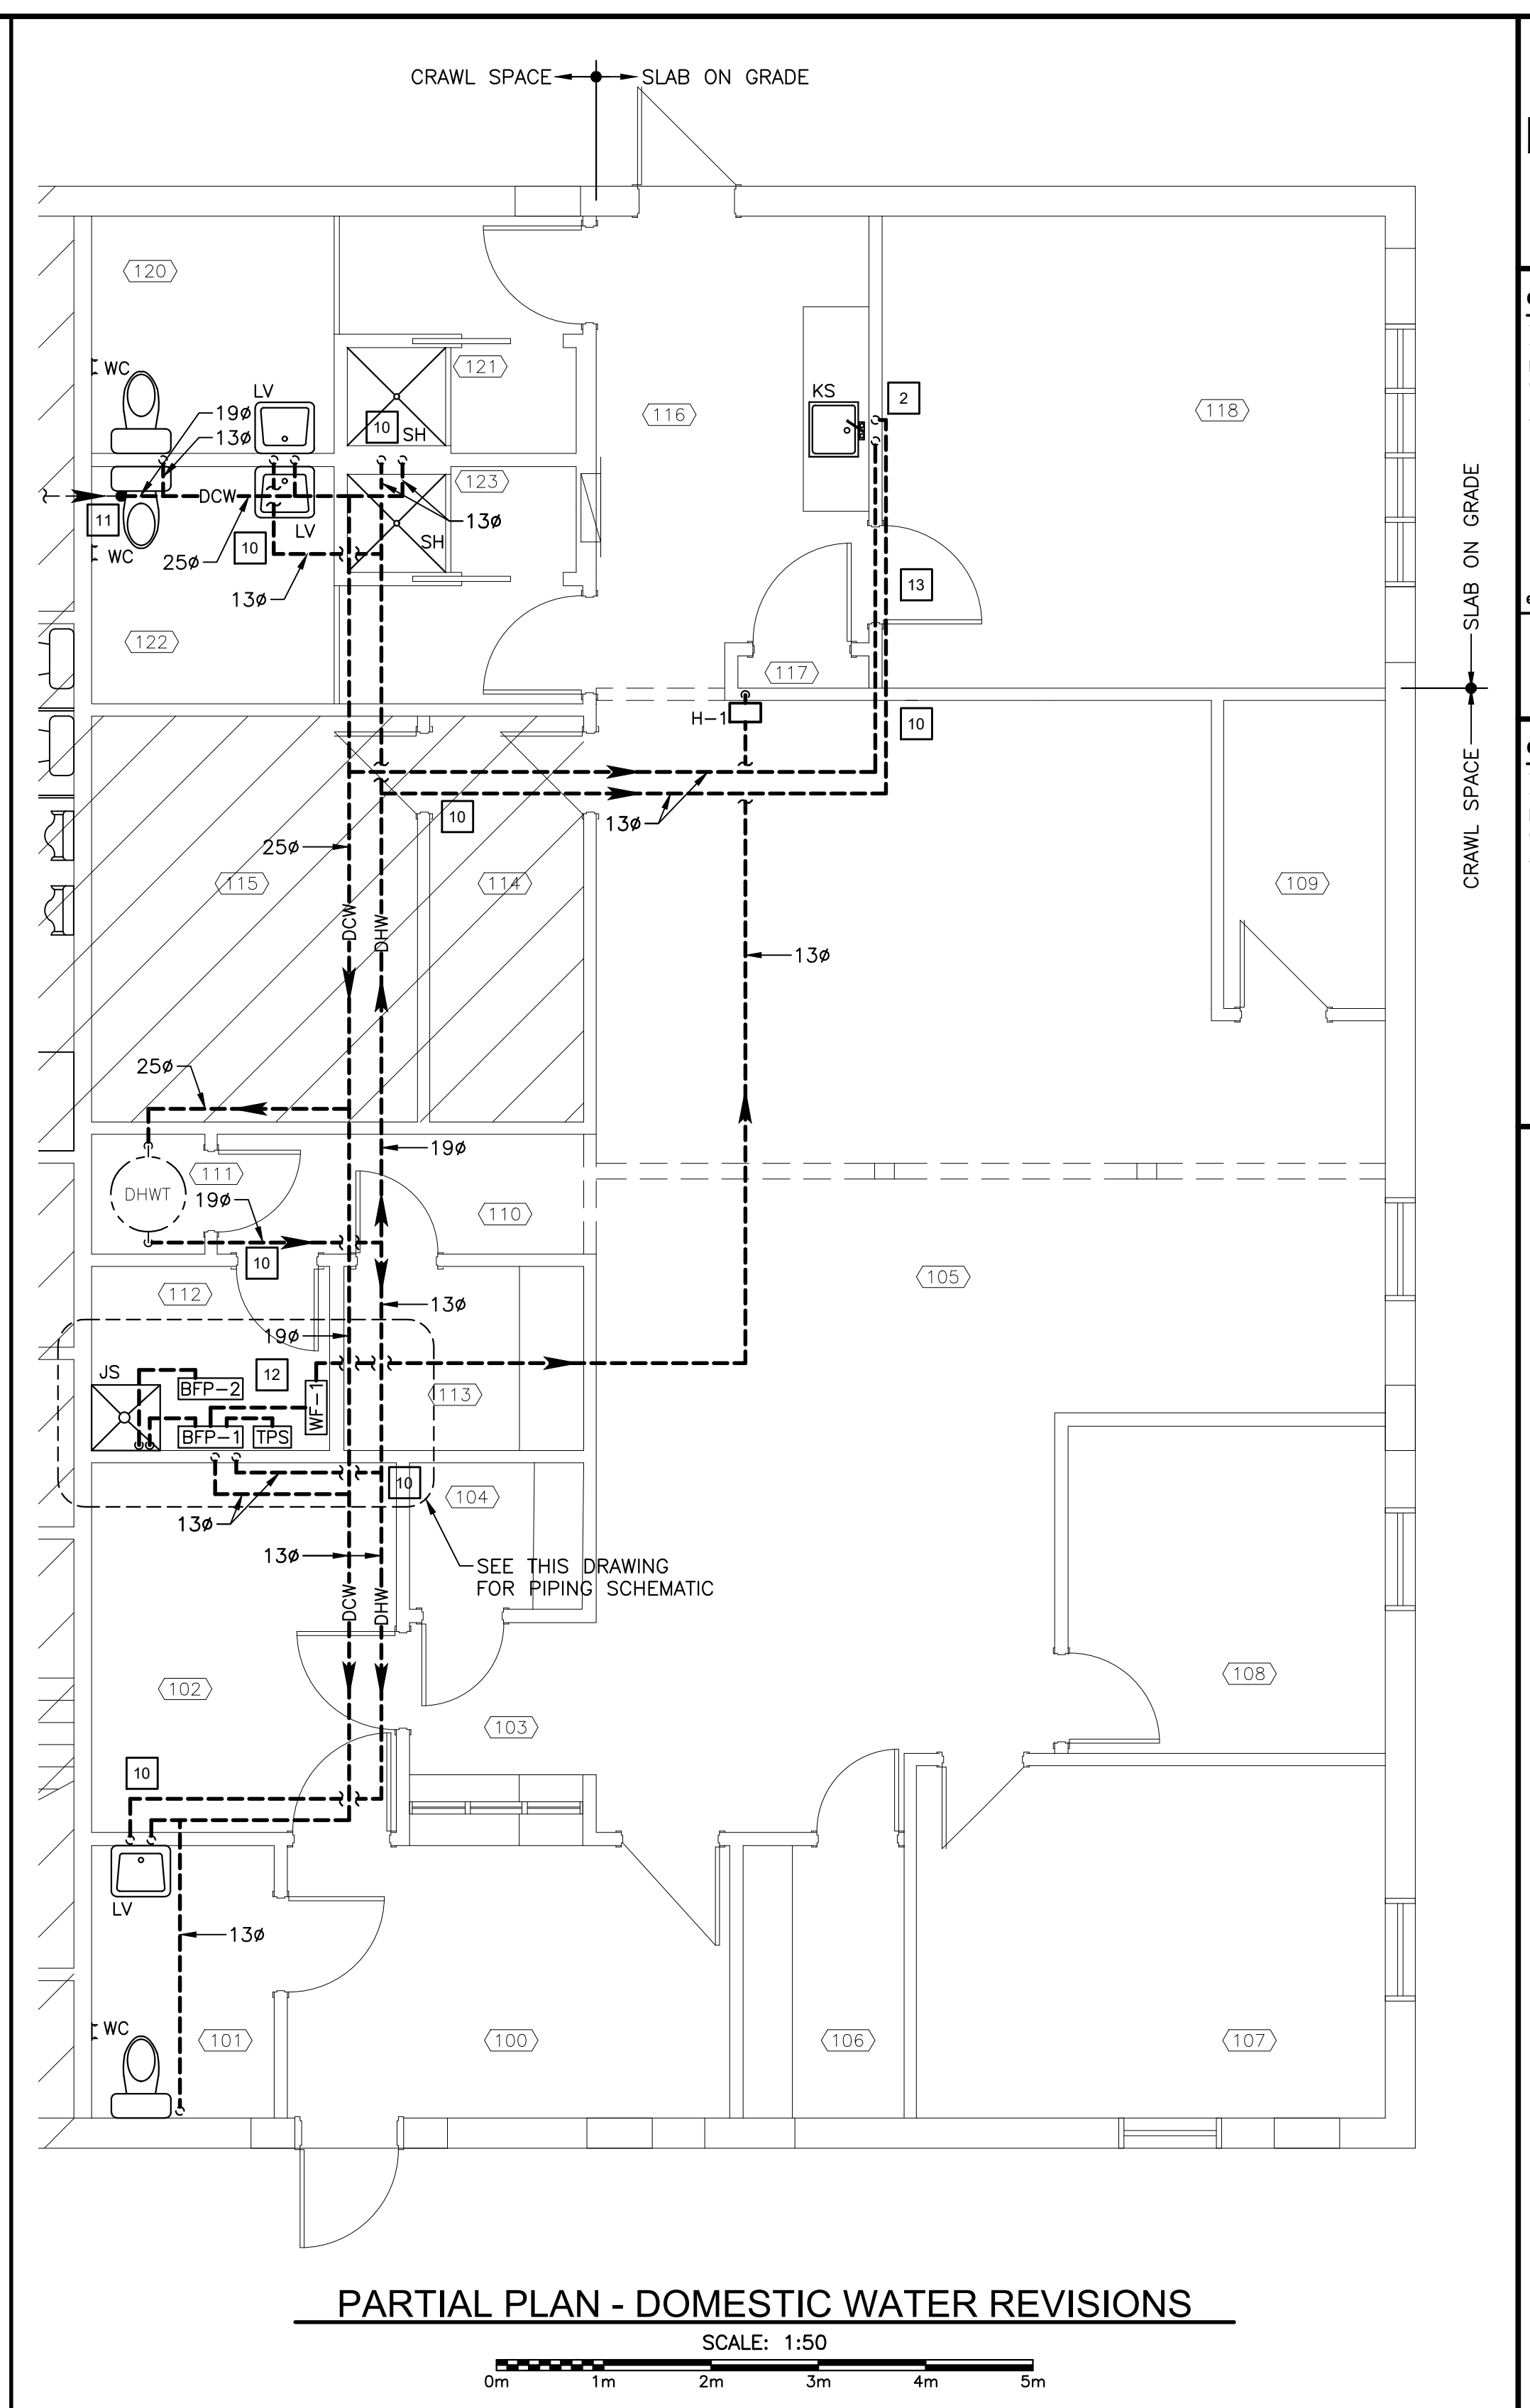 CRAWL SPACE
SLAB ON GRADE
120
WC
19ø
13ø
LV
121
10
SH
116
KS
2
118
11
DCW
25ø
WC
10
LV
13ø
123
13ø
SH
122
13
117
H-1
10
SLAB ON GRADE
CRAWL SPACE
13ø
10
25ø
115
114
109
DCW
DHW
13ø
25ø
19ø
111
DHWT
19ø
110
10
105
112
13ø
19ø
JS
12
BFP-2
WF-1
113
BFP-1
TPS
10
104
13ø
13ø
SEE THIS DRAWING
FOR PIPING SCHEMATIC
DCW
DHW
102
108
103
10
LV
13ø
WC
101
100
106
107
PARTIAL PLAN - DOMESTIC WATER REVISIONS
SCALE: 1:50
0m 1m 2m 3m 4m 5m